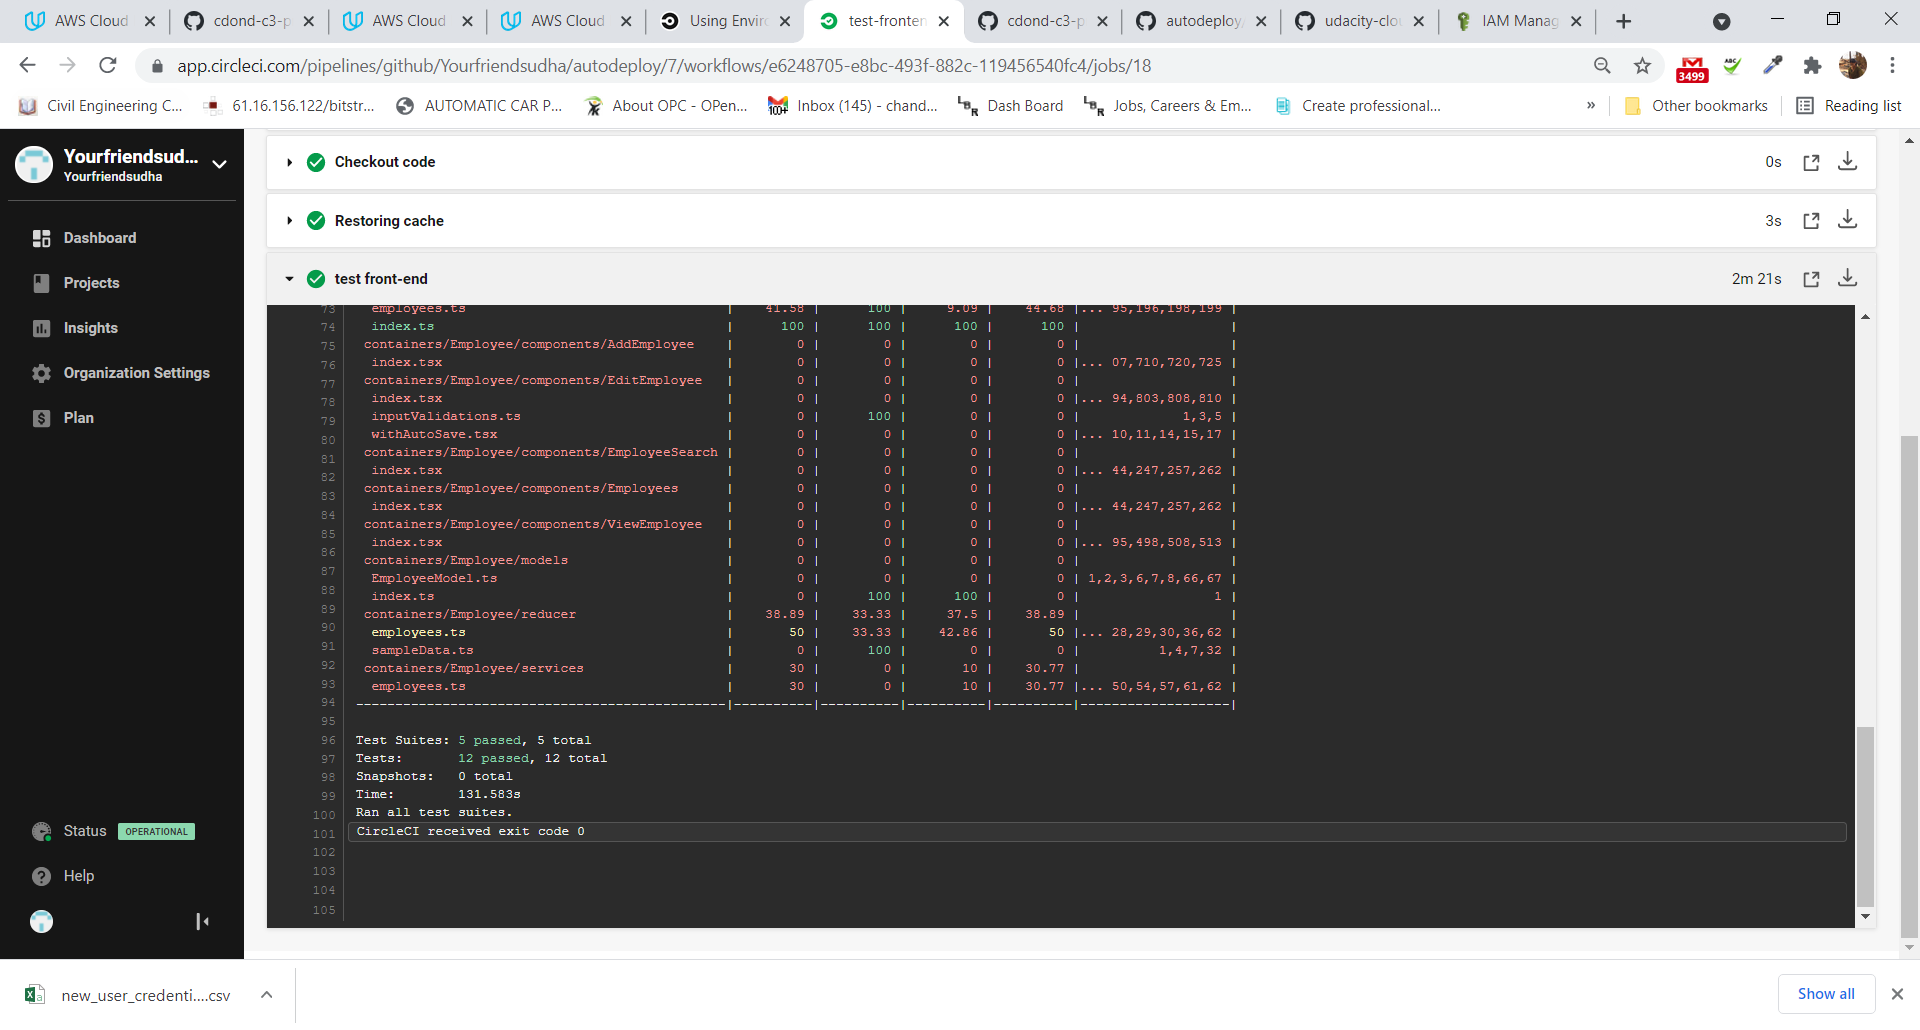 AWS Cloud
cdond-c3-p
AWS Cloud
AWS Cloud
Using Enviro
test-fronten
cdond-c3-p
autodeploy/
udacity-clou
IAM Manag
app.circleci.com/pipelines/github/Yourfriendsudha/autodeploy/7/workflows/e6248705-e8bc-493f-882c-119456540fc4/jobs/18
3499
ABC
Civil Engineering C...
61.16.156.122/bitstr...
AUTOMATIC CAR P...
About OPC - OPen...
100+
Inbox (145) - chand...
Dash Board
Jobs, Careers & Em...
Create professional...
»
Other bookmarks
Reading list
Yourfriendsud...
Yourfriendsudha
Dashboard
Projects
Insights
Organization Settings
Plan
Status OPERATIONAL
Help
Checkout code 0s
Restoring cache 3s
test front-end 2m 21s
73 employees.ts | 41.58 | 100 | 9.09 | 44.68 |... 95,196,198,199 |
74 index.ts | 100 | 100 | 100 | 100 | |
75 containers/Employee/components/AddEmployee | 0 | 0 | 0 | 0 | |
76 index.tsx | 0 | 0 | 0 | 0 |... 07,710,720,725 |
77 containers/Employee/components/EditEmployee | 0 | 0 | 0 | 0 | |
78 index.tsx | 0 | 0 | 0 | 0 |... 94,803,808,810 |
79 inputValidations.ts | 0 | 100 | 0 | 0 | 1,3,5 |
80 withAutoSave.tsx | 0 | 0 | 0 | 0 |... 10,11,14,15,17 |
81 containers/Employee/components/EmployeeSearch | 0 | 0 | 0 | 0 | |
82 index.tsx | 0 | 0 | 0 | 0 |... 44,247,257,262 |
83 containers/Employee/components/Employees | 0 | 0 | 0 | 0 | |
84 index.tsx | 0 | 0 | 0 | 0 |... 44,247,257,262 |
85 containers/Employee/components/ViewEmployee | 0 | 0 | 0 | 0 | |
86 index.tsx | 0 | 0 | 0 | 0 |... 95,498,508,513 |
87 containers/Employee/models | 0 | 0 | 0 | 0 | |
88 EmployeeModel.ts | 0 | 0 | 0 | 0 | 1,2,3,6,7,8,66,67 |
89 index.ts | 0 | 100 | 100 | 0 | 1 |
90 containers/Employee/reducer | 38.89 | 33.33 | 37.5 | 38.89 | |
91 employees.ts | 50 | 33.33 | 42.86 | 50 |... 28,29,30,36,62 |
92 sampleData.ts | 0 | 100 | 0 | 0 | 1,4,7,32 |
93 containers/Employee/services | 30 | 0 | 10 | 30.77 | |
94 employees.ts | 30 | 0 | 10 | 30.77 |... 50,54,57,61,62 |
95 -----------------------------------------------|----------|----------|----------|----------|-------------------|
96
97 Test Suites: 5 passed, 5 total
98 Tests: 12 passed, 12 total
99 Snapshots: 0 total
100 Time: 131.583s
101 Ran all test suites.
102 CircleCI received exit code 0
103
104
105
new_user_credenti....csv
Show all